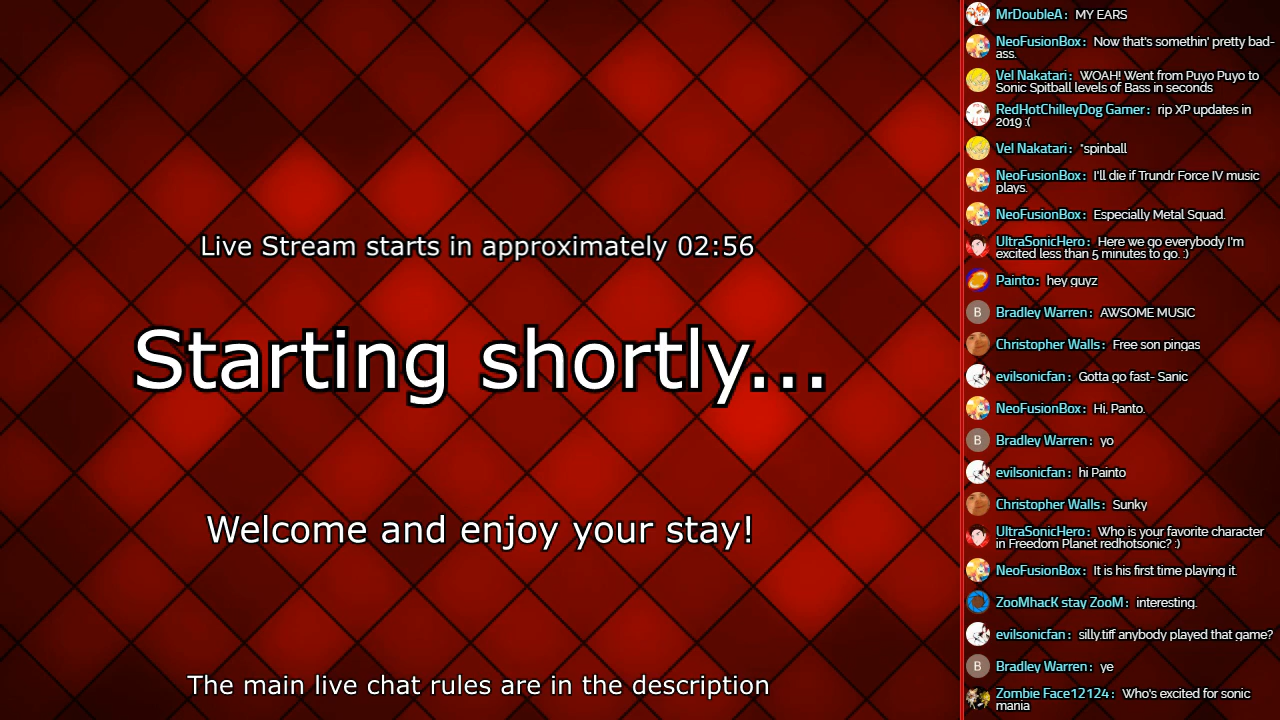 Live Stream starts in approximately 02:56
Starting shortly...
Welcome and enjoy your stay!
The main live chat rules are in the description
MrDoubleA: MY EARS
NeoFusionBox: Now that's somethin' pretty bad-
ass.
Vel Nakatari: WOAH! Went from Puyo Puyo to
Sonic Spitball levels of Bass in seconds
RedHotChilleyDog Gamer: rip XP updates in
2019 :(
Vel Nakatari: *spinball
NeoFusionBox: I'll die if Trundr Force IV music
plays.
NeoFusionBox: Especially Metal Squad.
UltraSonicHero: Here we go everybody I'm
excited less than 5 minutes to go. :)
Painto: hey guyz
B
Bradley Warren: AWSOME MUSIC
Christopher Walls: Free son pingas
evilsonicfan: Gotta go fast- Sanic
NeoFusionBox: Hi, Panto.
B
Bradley Warren: yo
evilsonicfan: hi Painto
Christopher Walls: Sunky
UltraSonicHero: Who is your favorite character
in Freedom Planet redhotsonic? :)
NeoFusionBox: It is his first time playing it.
ZooMhacK stay ZooM: interesting.
evilsonicfan: silly.tiff anybody played that game?
B
Bradley Warren: ye
Zombie Face12124: Who's excited for sonic
mania